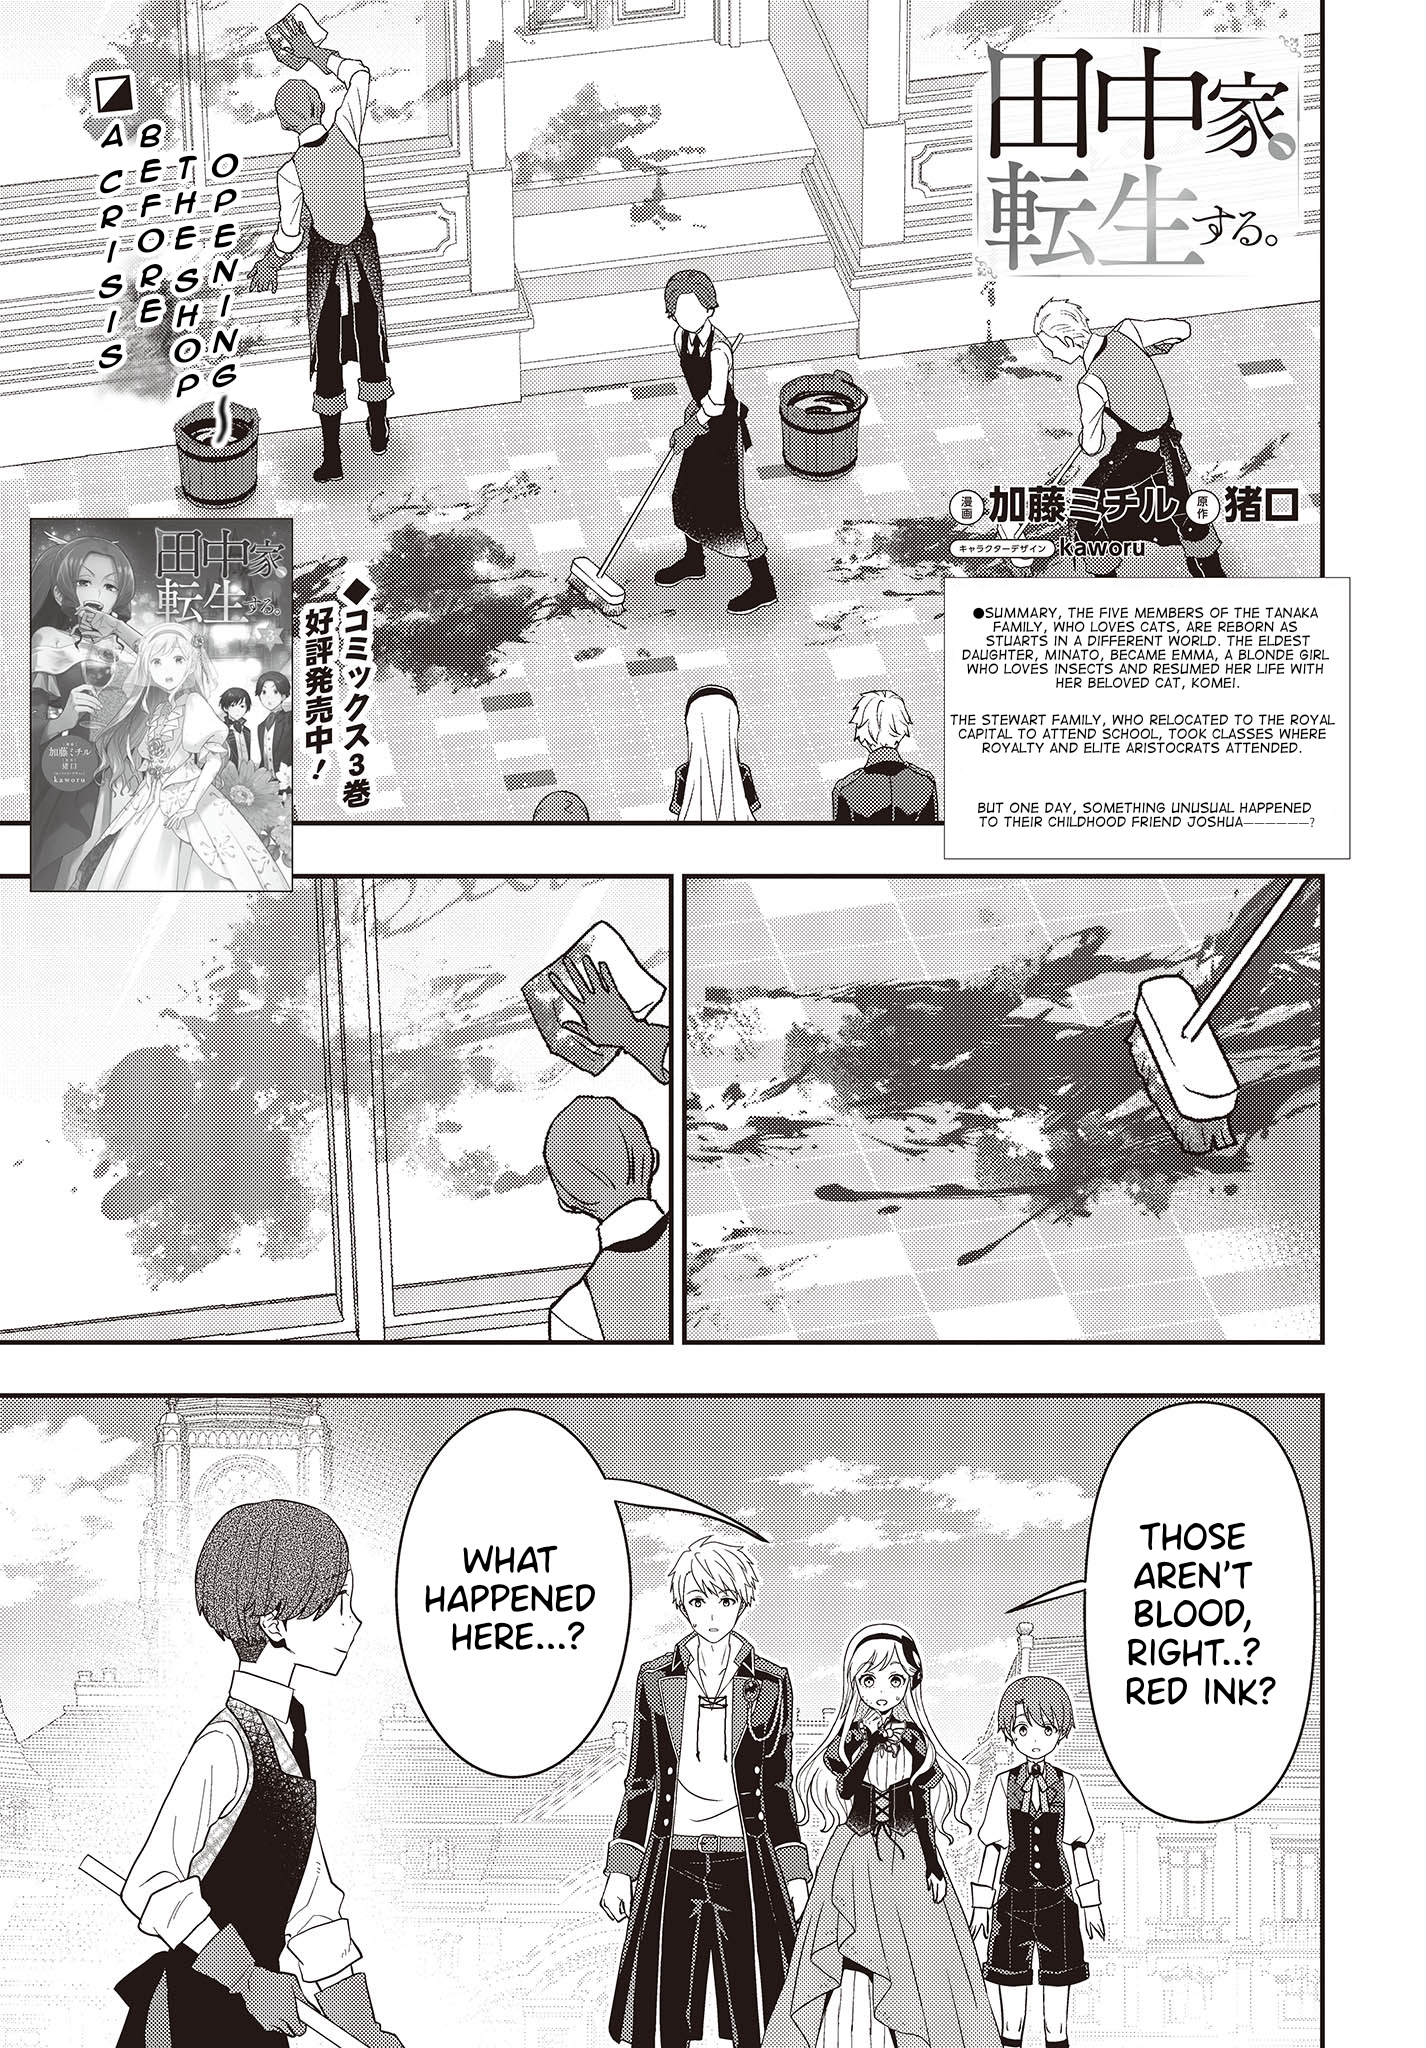 田中家、
転生する。
A CRISIS
BEFORE
THE SHOP
OPENING~
漫画 加藤ミチル 原作 猪口
キャラクターデザイン kaworu
●SUMMARY, THE FIVE MEMBERS OF THE TANAKA
FAMILY, WHO LOVES CATS, ARE REBORN AS
STUARTS IN A DIFFERENT WORLD. THE ELDEST
DAUGHTER, MINATO, BECAME EMMA, A BLONDE GIRL
WHO LOVES INSECTS AND RESUMED HER LIFE WITH
HER BELOVED CAT, KOMEI.
THE STEWART FAMILY, WHO RELOCATED TO THE ROYAL
CAPITAL TO ATTEND SCHOOL, TOOK CLASSES WHERE
ROYALTY AND ELITE ARISTOCRATS ATTENDED.
BUT ONE DAY, SOMETHING UNUSUAL HAPPENED
TO THEIR CHILDHOOD FRIEND JOSHUA——————?
◆コミックス3巻
好評発売中!
田中家、
転生する。
3
加藤ミチル
猪口
kaworu
THOSE
AREN'T
BLOOD,
RIGHT..?
RED INK?
WHAT
HAPPENED
HERE...?